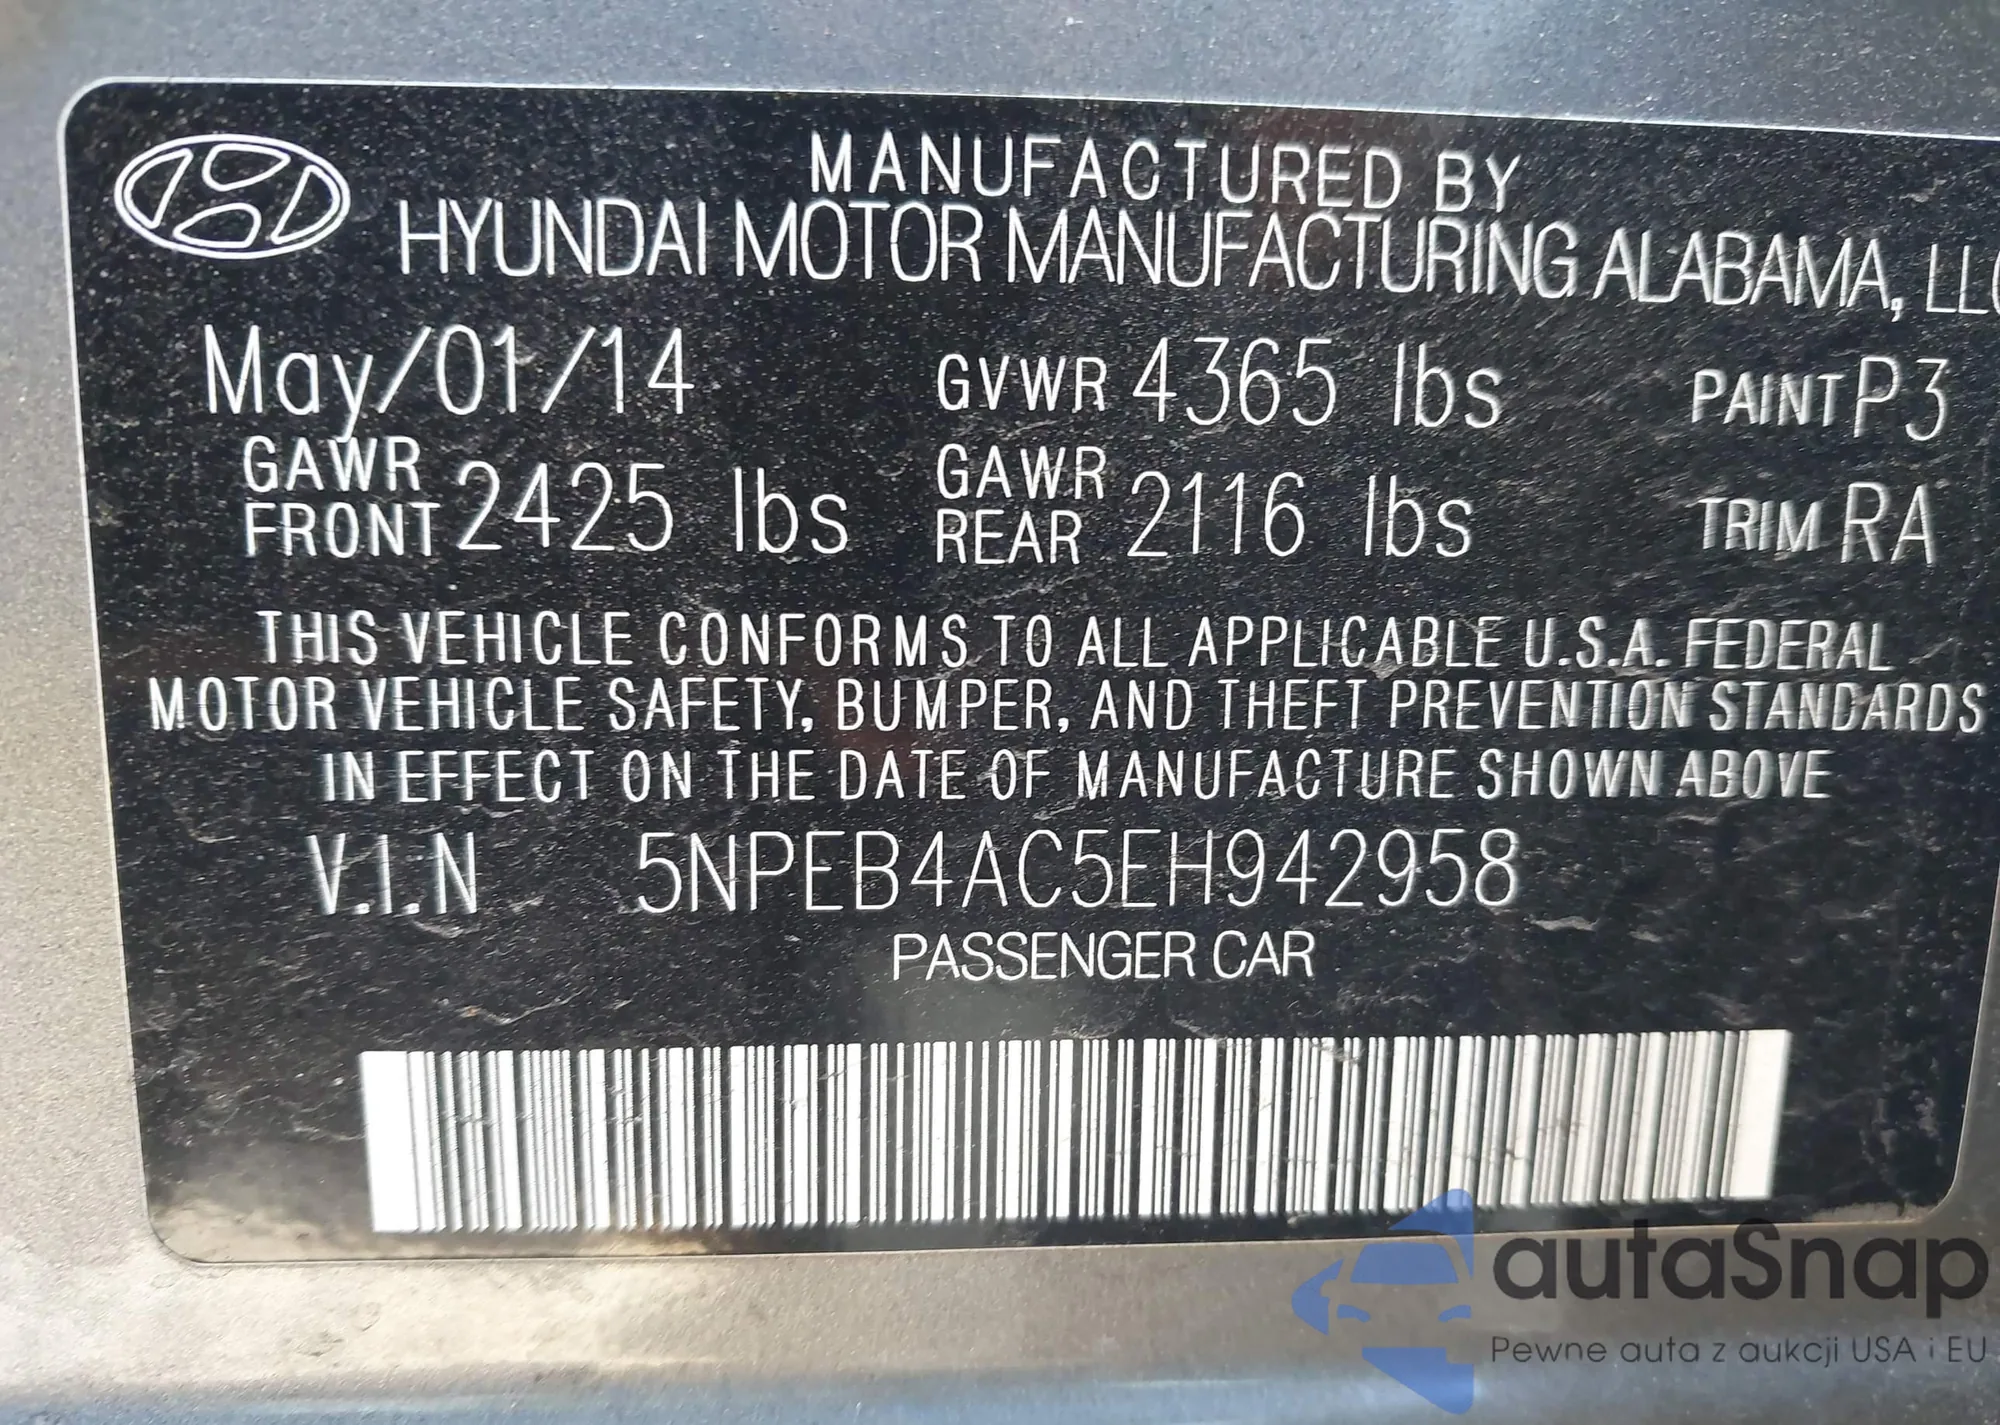 MANUFACTURED BY
HYUNDAI MOTOR MANUFACTURING ALABAMA, LLC
May/01/14 GVWR 4365 lbs PAINT P3
GAWR FRONT 2425 lbs GAWR REAR 2116 lbs TRIM RA
THIS VEHICLE CONFORMS TO ALL APPLICABLE U.S.A. FEDERAL
MOTOR VEHICLE SAFETY, BUMPER, AND THEFT PREVENTION STANDARDS
IN EFFECT ON THE DATE OF MANUFACTURE SHOWN ABOVE
V.I.N 5NPEB4AC5EH942958
PASSENGER CAR
autaSnap
Pewne auta z aukcji USA i EU